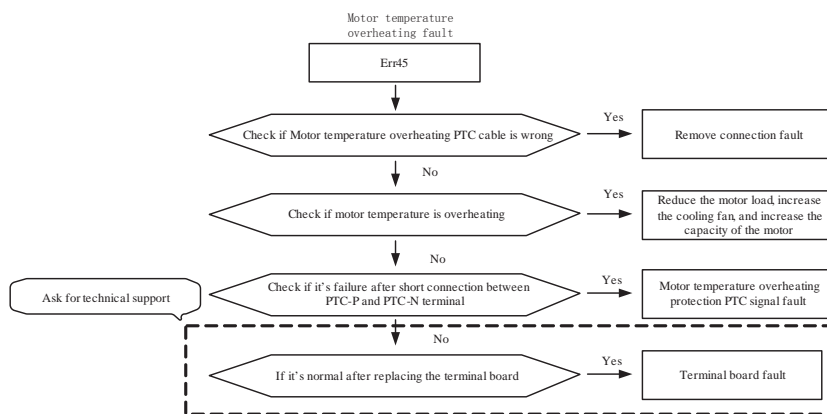 Motor temperature
overheating fault
Err45
Yes
Check if Motor temperature overheating PTC cable is wrong
Remove connection fault
No
Yes
Check if motor temperature is overheating
Reduce the motor load, increase
the cooling fan, and increase the
capacity of the motor
No
Yes
Ask for technical support
Check if it's failure after short connection between
PTC-P and PTC-N terminal
Motor temperature overheating
protection PTC signal fault
No
Yes
If it's normal after replacing the terminal board
Terminal board fault